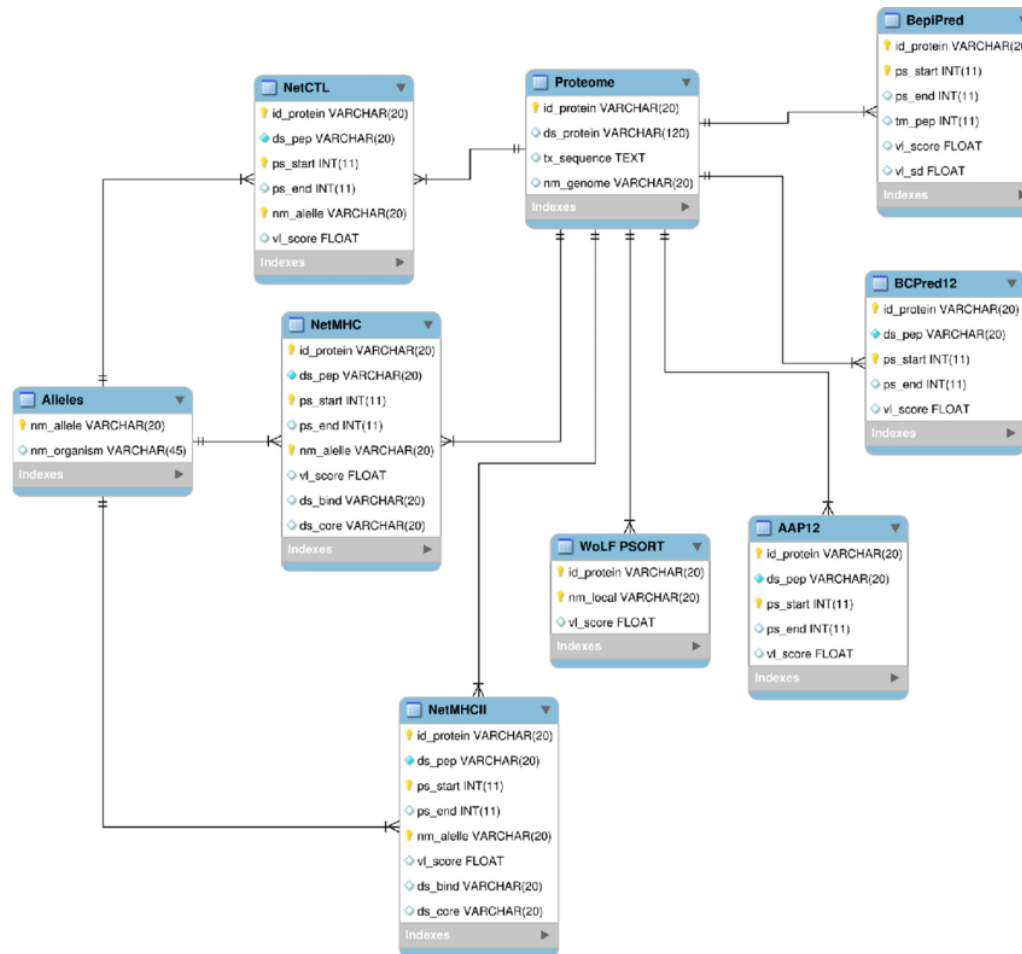 NetCTL
id_protein VARCHAR(20)
ds_pep VARCHAR(20)
ps_start INT(11)
ps_end INT(11)
nm_alelle VARCHAR(20)
vl_score FLOAT
Indexes
Proteome
id_protein VARCHAR(20)
ds_protein VARCHAR(120)
tx_sequence TEXT
nm_genome VARCHAR(20)
Indexes
BepiPred
id_protein VARCHAR(20
ps_start INT(11)
ps_end INT(11)
tm_pep INT(11)
vl_score FLOAT
vl_sd FLOAT
Indexes
BCPred12
id_protein VARCHAR(20)
ds_pep VARCHAR(20)
ps_start INT(11)
ps_end INT(11)
vl_score FLOAT
Indexes
NetMHC
id_protein VARCHAR(20)
ds_pep VARCHAR(20)
ps_start INT(11)
ps_end INT(11)
nm_alelle VARCHAR(20)
vl_score FLOAT
ds_bind VARCHAR(20)
ds_core VARCHAR(20)
Indexes
Alleles
nm_allele VARCHAR(20)
nm_organism VARCHAR(45)
Indexes
WoLF PSORT
id_protein VARCHAR(20)
nm_local VARCHAR(20)
vl_score FLOAT
Indexes
AAP12
id_protein VARCHAR(20)
ds_pep VARCHAR(20)
ps_start INT(11)
ps_end INT(11)
vl_score FLOAT
Indexes
NetMHCII
id_protein VARCHAR(20)
ds_pep VARCHAR(20)
ps_start INT(11)
ps_end INT(11)
nm_alelle VARCHAR(20)
vl_score FLOAT
ds_bind VARCHAR(20)
ds_core VARCHAR(20)
Indexes